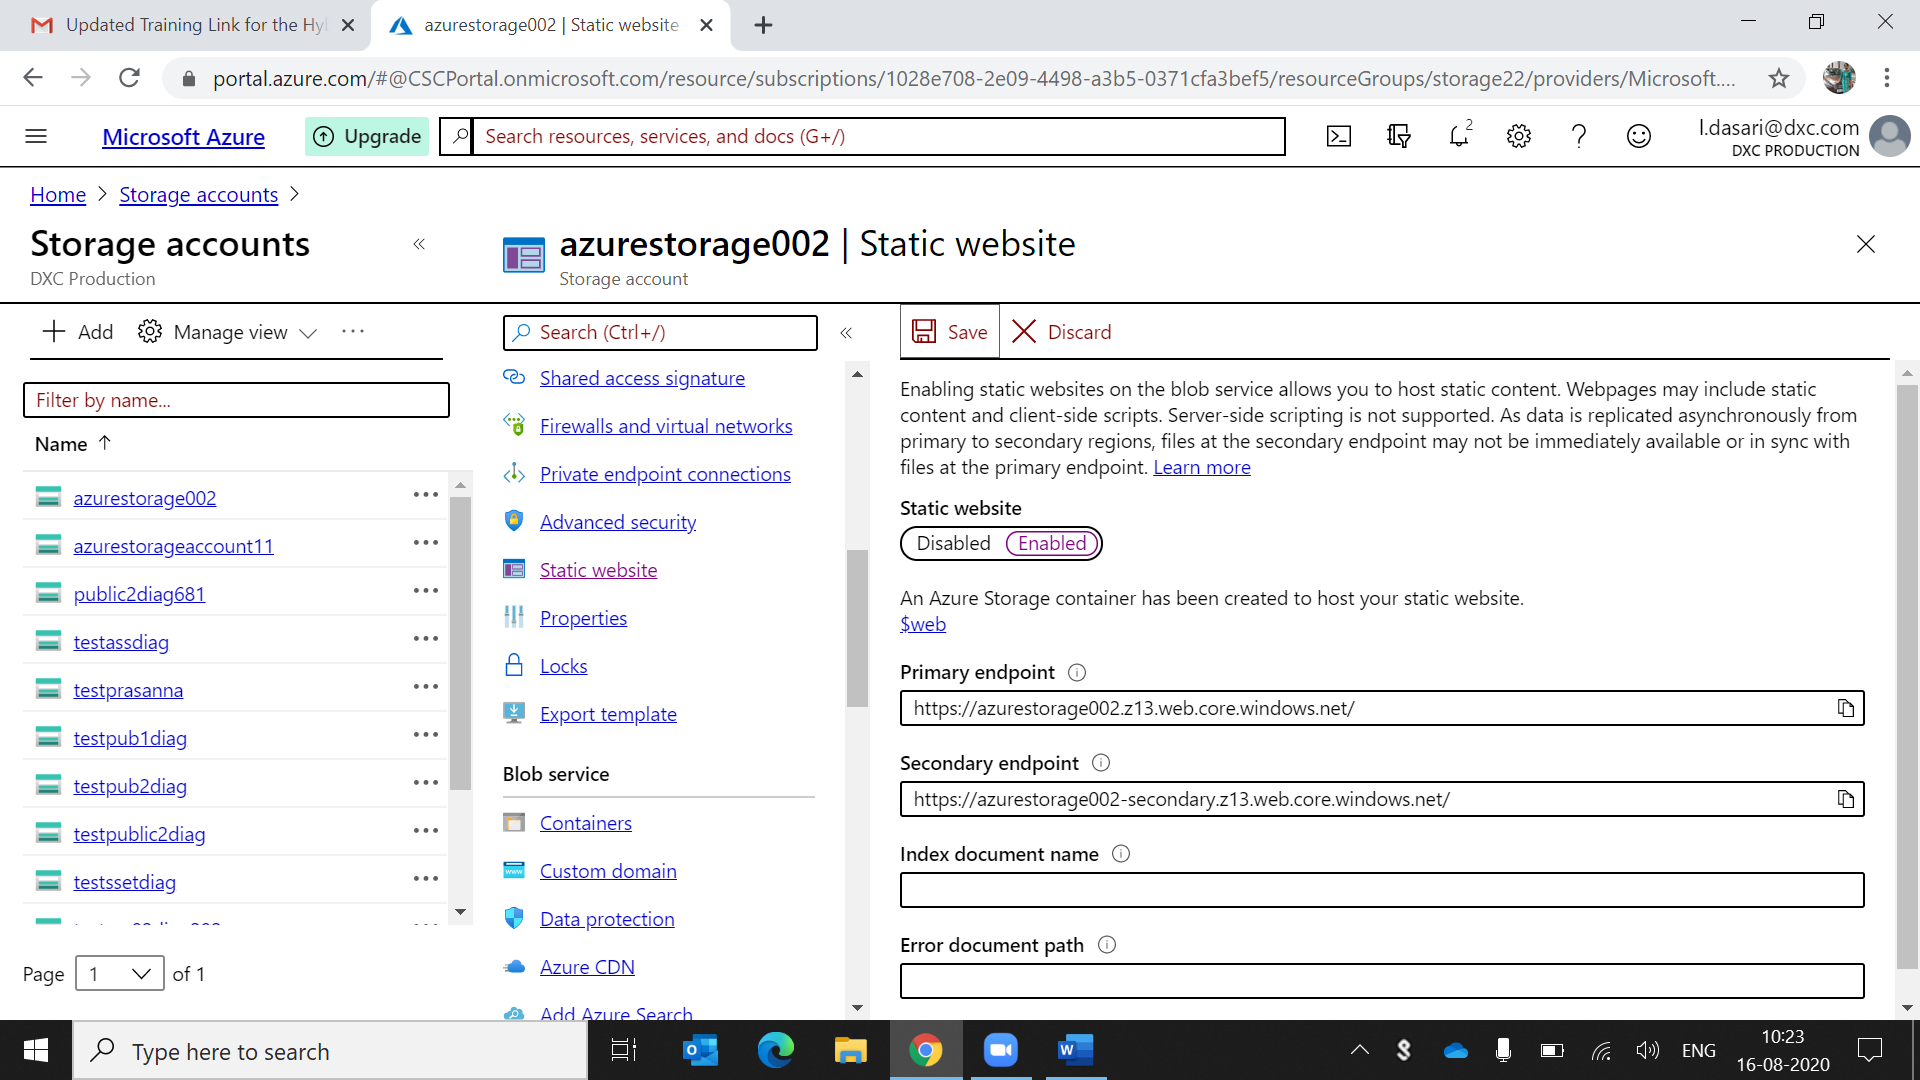 Updated Training Link for the Hy
azurestorage002 | Static website
portal.azure.com/#@CSCPortal.onmicrosoft.com/resource/subscriptions/1028e708-2e09-4498-a3b5-0371cfa3bef5/resourceGroups/storage22/providers/Microsoft....
Microsoft Azure
Upgrade
Search resources, services, and docs (G+/)
2
l.dasari@dxc.com
DXC PRODUCTION
Home > Storage accounts >
Storage accounts
DXC Production
azurestorage002 | Static website
Storage account
Add
Manage view
Filter by name...
Name ↑
azurestorage002
azurestorageaccount11
public2diag681
testassdiag
testprasanna
testpub1diag
testpub2diag
testpublic2diag
testssetdiag
Page 1 of 1
Search (Ctrl+/)
Shared access signature
Firewalls and virtual networks
Private endpoint connections
Advanced security
Static website
Properties
Locks
Export template
Blob service
Containers
Custom domain
Data protection
Azure CDN
Add Azure Search
Save
Discard
Enabling static websites on the blob service allows you to host static content. Webpages may include static
content and client-side scripts. Server-side scripting is not supported. As data is replicated asynchronously from
primary to secondary regions, files at the secondary endpoint may not be immediately available or in sync with
files at the primary endpoint. Learn more
Static website
Disabled Enabled
An Azure Storage container has been created to host your static website.
$web
Primary endpoint
https://azurestorage002.z13.web.core.windows.net/
Secondary endpoint
https://azurestorage002-secondary.z13.web.core.windows.net/
Index document name
Error document path
Type here to search
ENG
10:23
16-08-2020